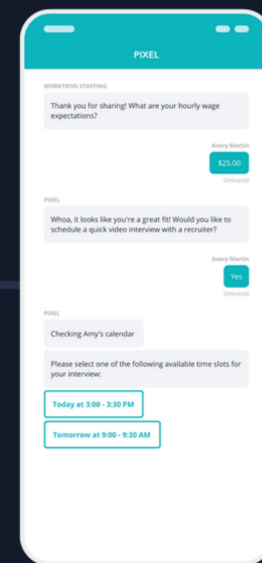 PIXEL
WORKTRON STAFFING
Thank you for sharing! What are your hourly wage
expectations?
Avery Martin
$25.00
Delivered
PIXEL
Whoa, it looks like you're a great fit! Would you like to
schedule a quick video interview with a recruiter?
Avery Martin
Yes
Delivered
PIXEL
Checking Amy's calendar
Please select one of the following available time slots for
your interview:
Today at 3:00 - 3:30 PM
Tomorrow at 9:00 - 9:30 AM